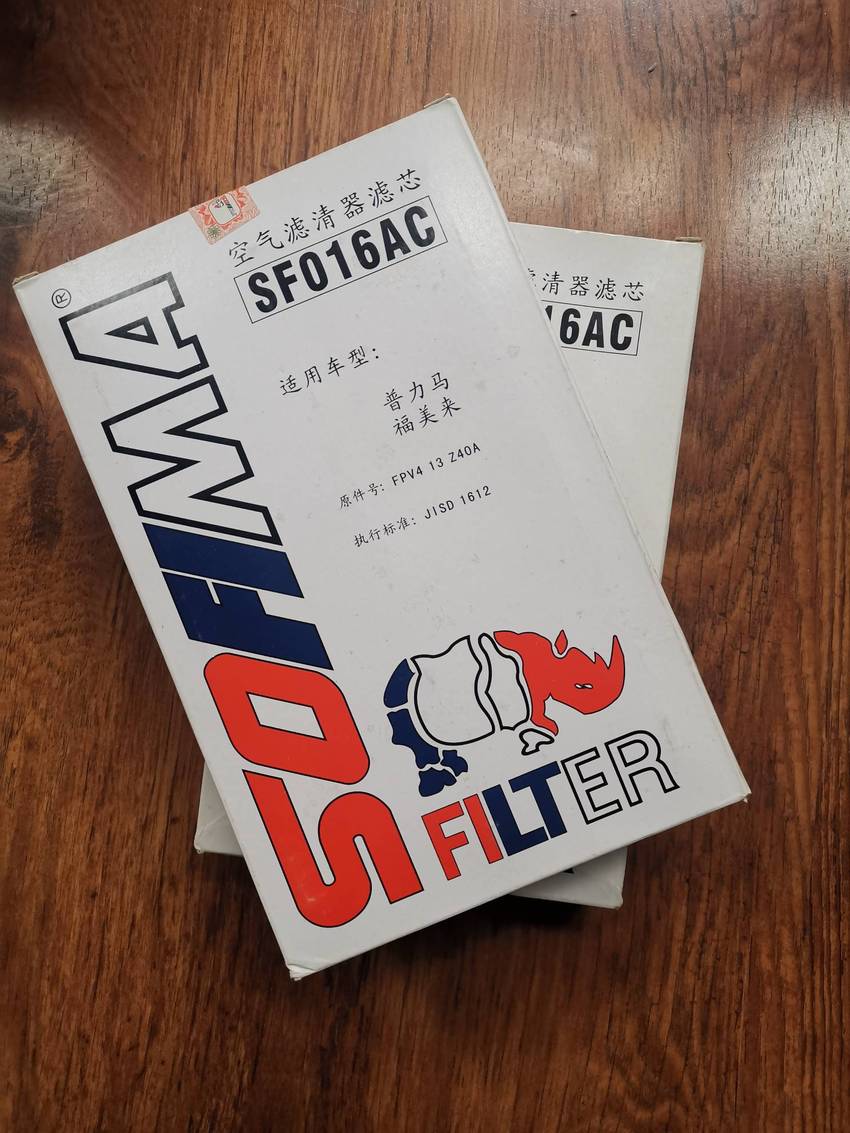 空气滤清器滤芯
SF016AC
适用车型：
普力马
福美来
原件号：FPV4 13 Z40A
执行标准：JISD 1612
SOFIMA®
FILTER
清器滤芯
16AC